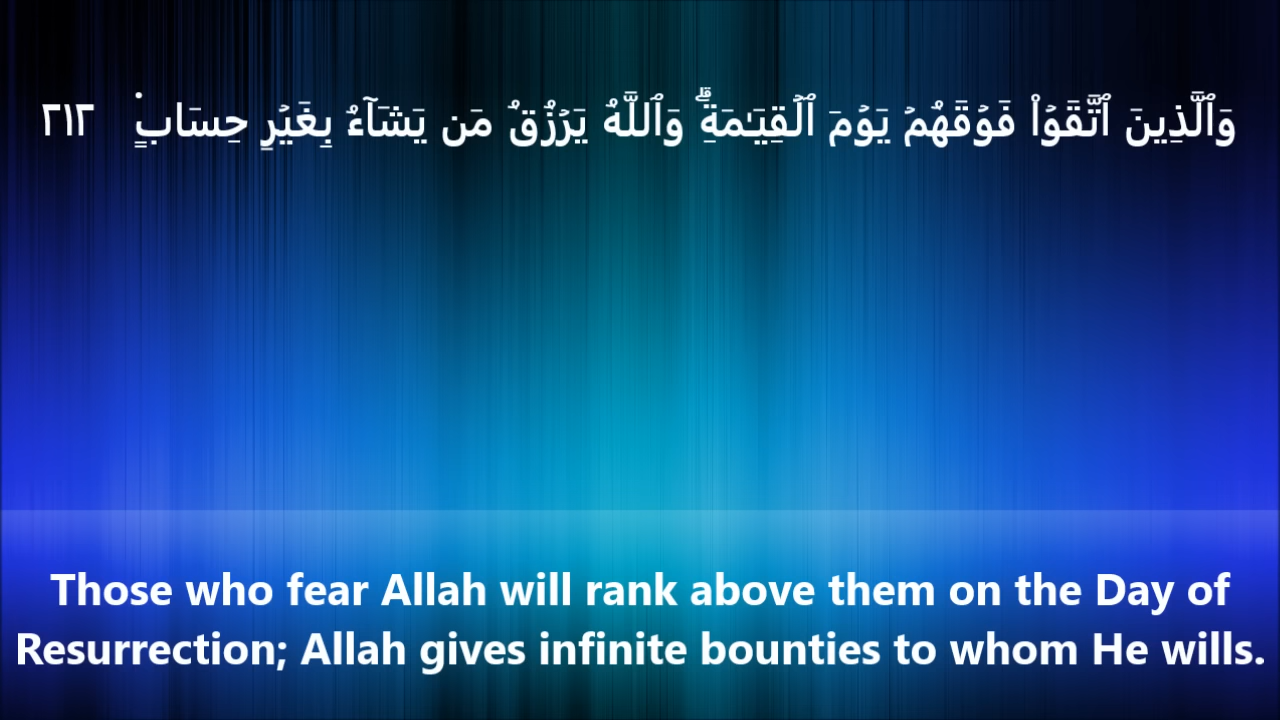 وَٱلَّذِينَ ٱتَّقَوۡاْ فَوۡقَهُمۡ يَوۡمَ ٱلۡقِيَٰمَةِۗ وَٱللَّهُ يَرۡزُقُ مَن يَشَآءُ بِغَيۡرِ حِسَابٖ ٢١٢
Those who fear Allah will rank above them on the Day of
Resurrection; Allah gives infinite bounties to whom He wills.